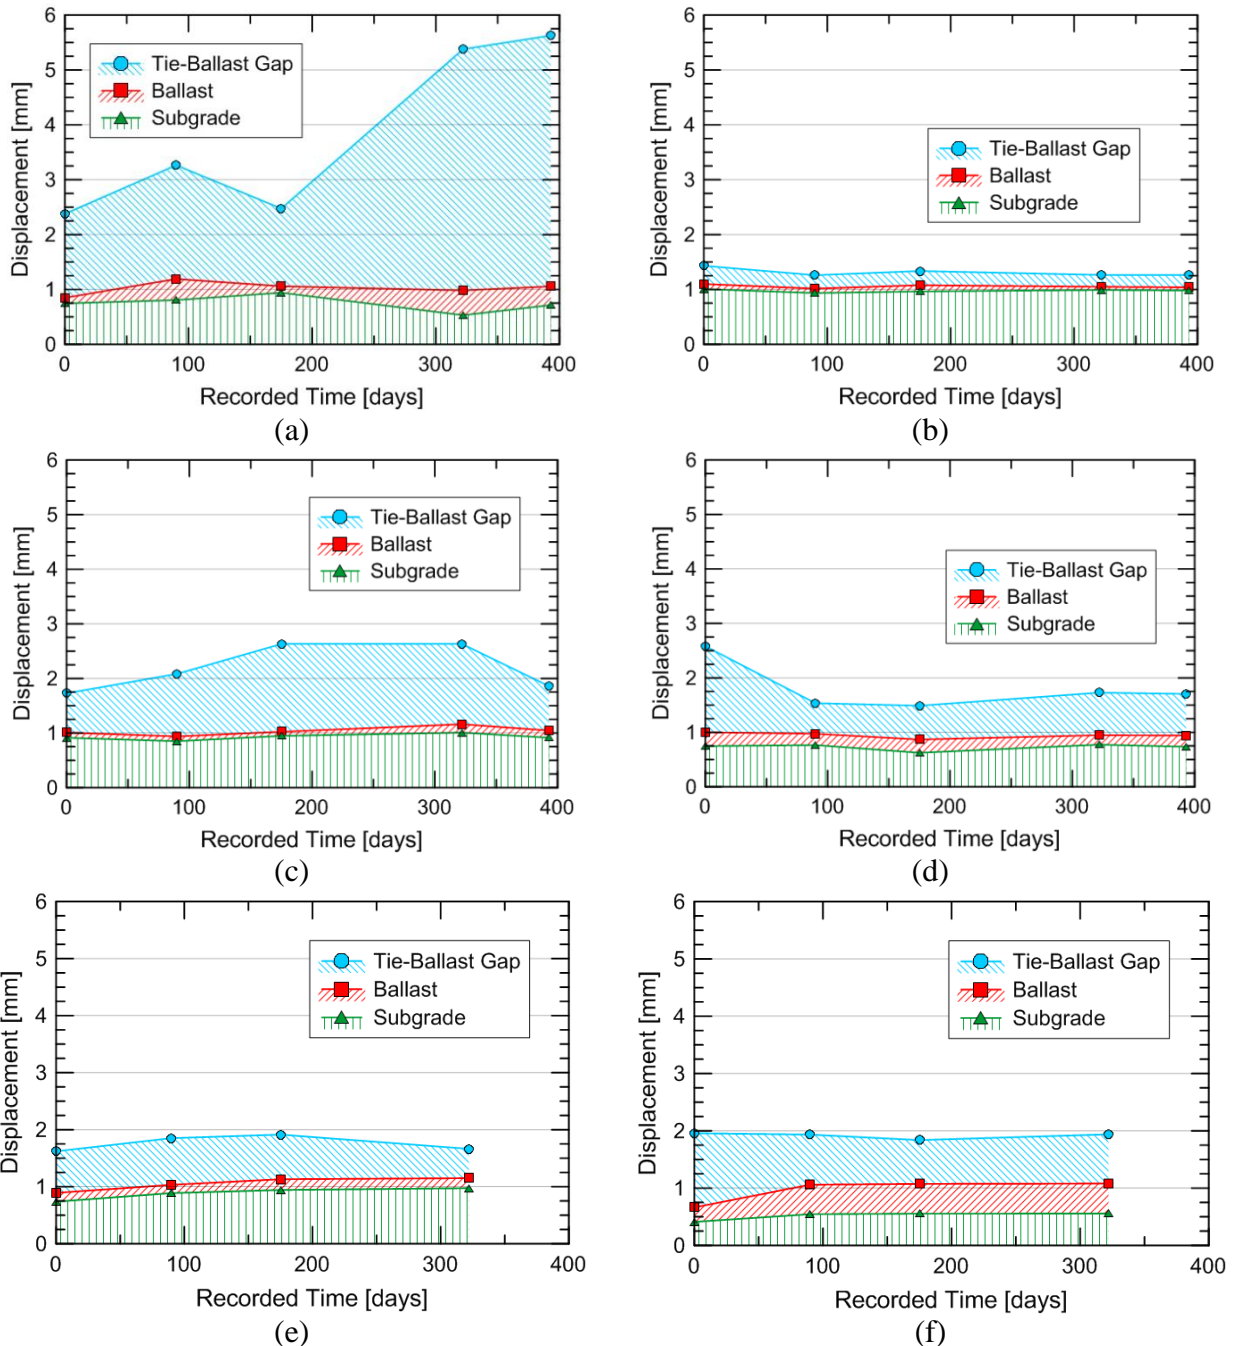 6
5
4
3
2
1
0
Displacement [mm]
Tie-Ballast Gap
Ballast
Subgrade
0 100 200 300 400
Recorded Time [days]
(a)
6
5
4
3
2
1
0
Displacement [mm]
Tie-Ballast Gap
Ballast
Subgrade
0 100 200 300 400
Recorded Time [days]
(b)
6
5
4
3
2
1
0
Displacement [mm]
Tie-Ballast Gap
Ballast
Subgrade
0 100 200 300 400
Recorded Time [days]
(c)
6
5
4
3
2
1
0
Displacement [mm]
Tie-Ballast Gap
Ballast
Subgrade
0 100 200 300 400
Recorded Time [days]
(d)
6
5
4
3
2
1
0
Displacement [mm]
Tie-Ballast Gap
Ballast
Subgrade
0 100 200 300 400
Recorded Time [days]
(e)
6
5
4
3
2
1
0
Displacement [mm]
Tie-Ballast Gap
Ballast
Subgrade
0 100 200 300 400
Recorded Time [days]
(f)